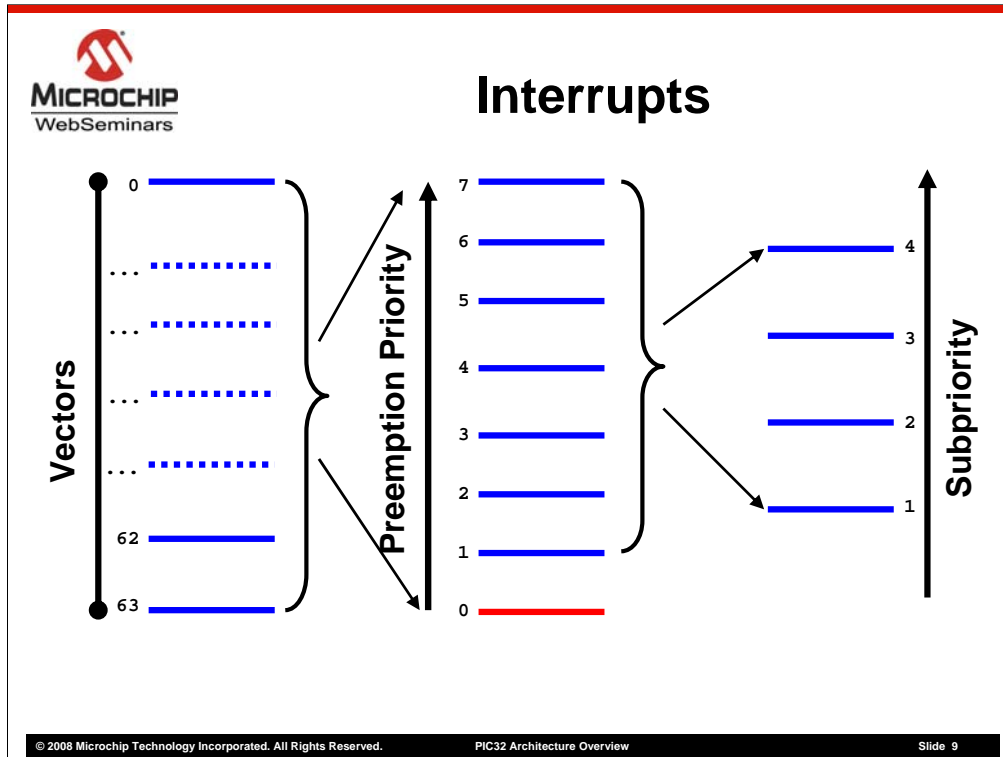 MICROCHIP
WebSeminars
Interrupts
Vectors
0
...
...
...
...
62
63
Preemption Priority
7
6
5
4
3
2
1
0
4
3
2
1
Subpriority
© 2008 Microchip Technology Incorporated. All Rights Reserved.
PIC32 Architecture Overview
Slide 9